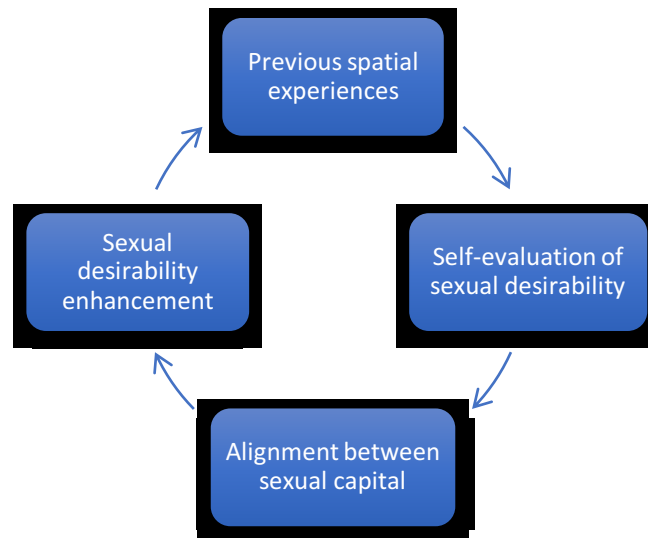 Previous spatial
experiences
Self-evaluation of
sexual desirability
Alignment between
sexual capital
Sexual
desirability
enhancement